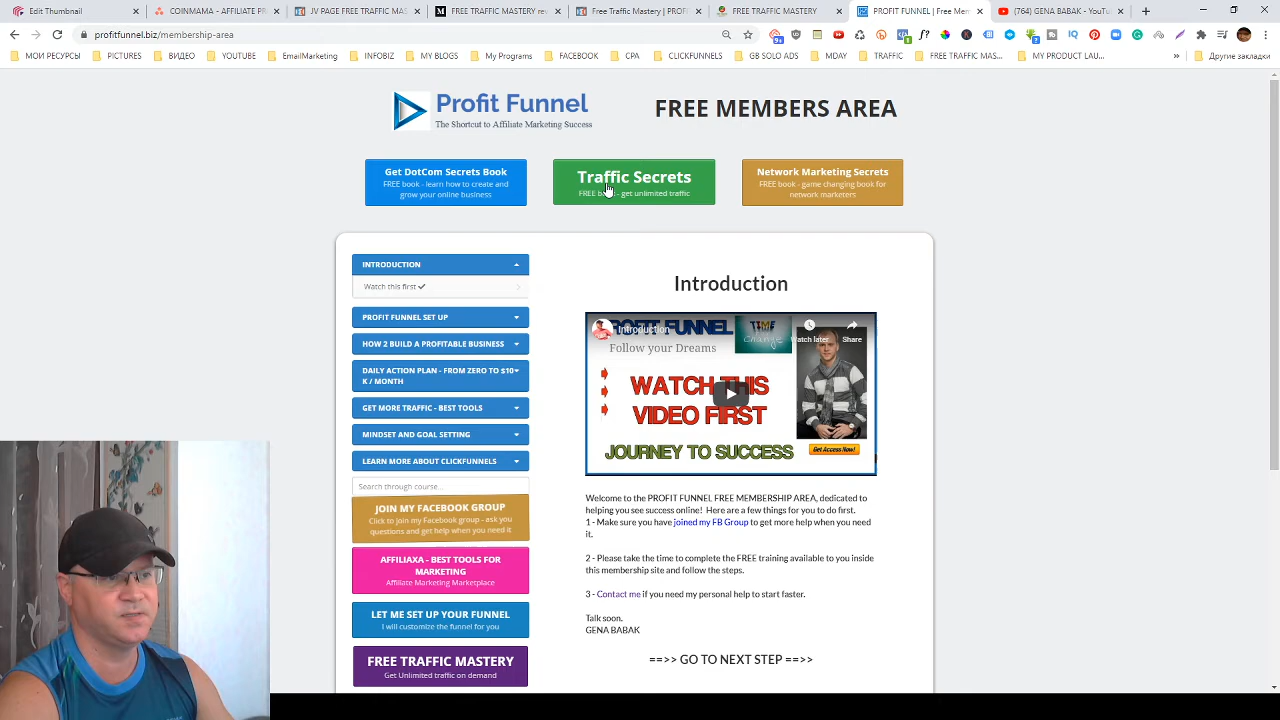 Edit Thumbnail
COINMAMA - AFFILIATE PR
JV PAGE FREE TRAFFIC MAS
FREE TRAFFIC MASTERY rev
Free Traffic Mastery | PROF
FREE TRAFFIC MASTERY
PROFIT FUNNEL | Free Mem
(764) GENA BABAK - YouTu
profitfunnel.biz/membership-area
МОИ РЕСУРСЫ
PICTURES
ВИДЕО
YOUTUBE
EmailMarketing
INFOBIZ
MY BLOGS
My Programs
FACEBOOK
CPA
CLICKFUNNELS
GB SOLO ADS
MDAY
TRAFFIC
FREE TRAFFIC MAS...
MY PRODUCT LAU...
»
Другие закладки
Profit Funnel
The Shortcut to Affiliate Marketing Success
FREE MEMBERS AREA
Get DotCom Secrets Book
FREE book - learn how to create and
grow your online business
Traffic Secrets
FREE book - get unlimited traffic
Network Marketing Secrets
FREE book - game changing book for
network marketers
INTRODUCTION
Watch this first
PROFIT FUNNEL SET UP
HOW 2 BUILD A PROFITABLE BUSINESS
DAILY ACTION PLAN - FROM ZERO TO $10
K / MONTH
GET MORE TRAFFIC - BEST TOOLS
MINDSET AND GOAL SETTING
LEARN MORE ABOUT CLICKFUNNELS
Search through course...
JOIN MY FACEBOOK GROUP
Click to join my Facebook group - ask you
questions and get help when you need it
AFFILIAXA - BEST TOOLS FOR
MARKETING
Affiliate Marketing Marketplace
LET ME SET UP YOUR FUNNEL
I will customize the funnel for you
FREE TRAFFIC MASTERY
Get Unlimited traffic on demand
Introduction
PROFIT FUNNEL
Introduction
TIME
change
Watch later
Share
Follow your Dreams
WATCH THIS
VIDEO FIRST
JOURNEY TO SUCCESS
Get Access Now!
Welcome to the PROFIT FUNNEL FREE MEMBERSHIP AREA, dedicated to
helping you see success online! Here are a few things for you to do first.
1 - Make sure you have joined my FB Group to get more help when you need
it.
2 - Please take the time to complete the FREE training available to you inside
this membership site and follow the steps.
3 - Contact me if you need my personal help to start faster.
Talk soon.
GENA BABAK
==>> GO TO NEXT STEP ==>>